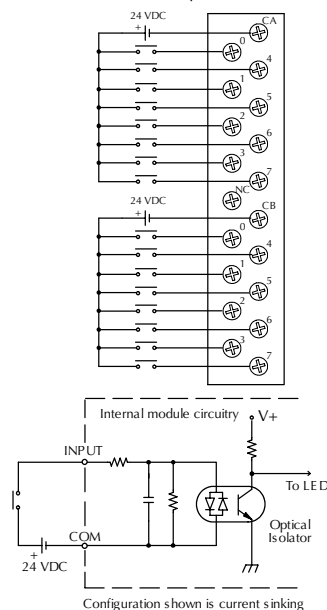 24 VDC
+
CA
0
4
1
5
2
6
3
7
NC
24 VDC
+
CB
0
4
1
5
2
6
3
7
Internal module circuitry
V+
INPUT
To LED
COM
Optical
Isolator
+
24 VDC
Configuration shown is current sinking